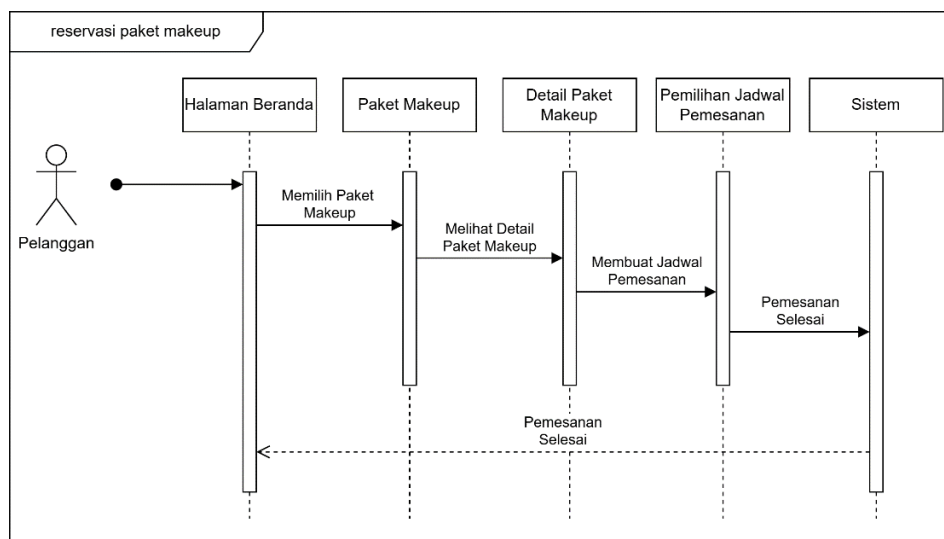 reservasi paket makeup
Halaman Beranda
Paket Makeup
Detail Paket
Makeup
Pemilihan Jadwal
Pemesanan
Sistem
Pelanggan
Memilih Paket
Makeup
Melihat Detail
Paket Makeup
Membuat Jadwal
Pemesanan
Pemesanan
Selesai
Pemesanan
Selesai